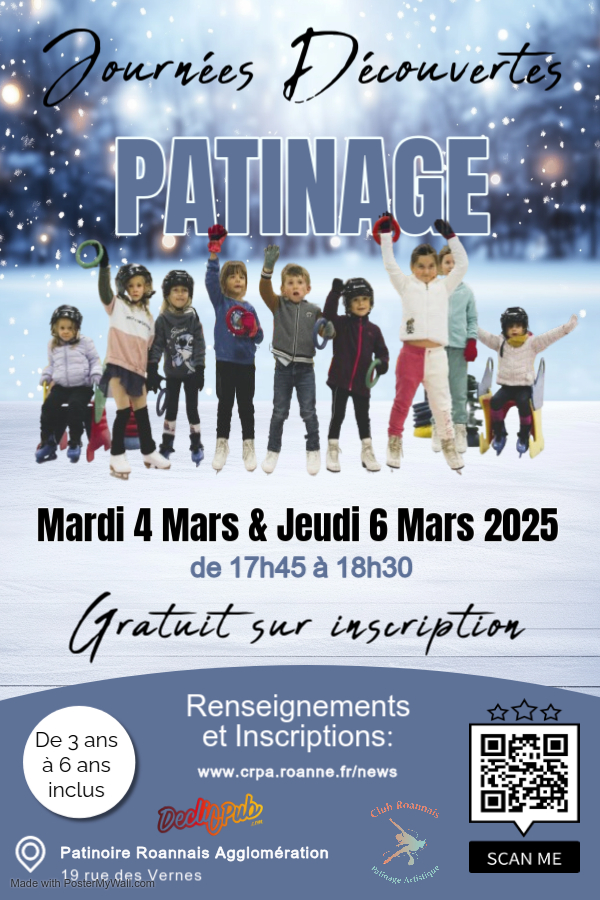 Journées Découvertes
PATINAGE
Mardi 4 Mars & Jeudi 6 Mars 2025
de 17h45 à 18h30
Gratuit sur inscription
Renseignements
et Inscriptions:
www.crpa.roanne.fr/news
De 3 ans
à 6 ans
inclus
DeclicPub.com
Club Roannais
Patinage Artistique
SCAN ME
Patinoire Roannais Agglomération
19 rue des Vernes
Made with PosterMyWall.com